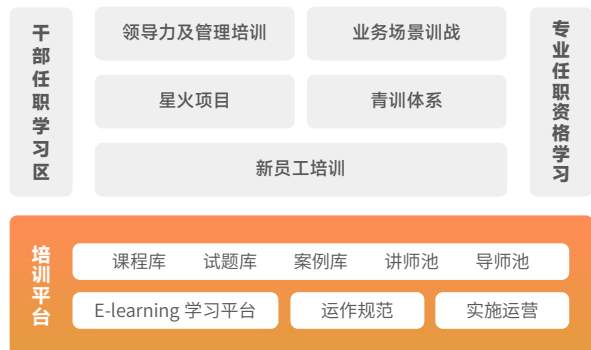 干部任职学习区
领导力及管理培训
业务场景训战
星火项目
青训体系
新员工培训
专业任职资格学习
培训平台
课程库 试题库 案例库 讲师池 导师池
E-learning 学习平台
运作规范
实施运营